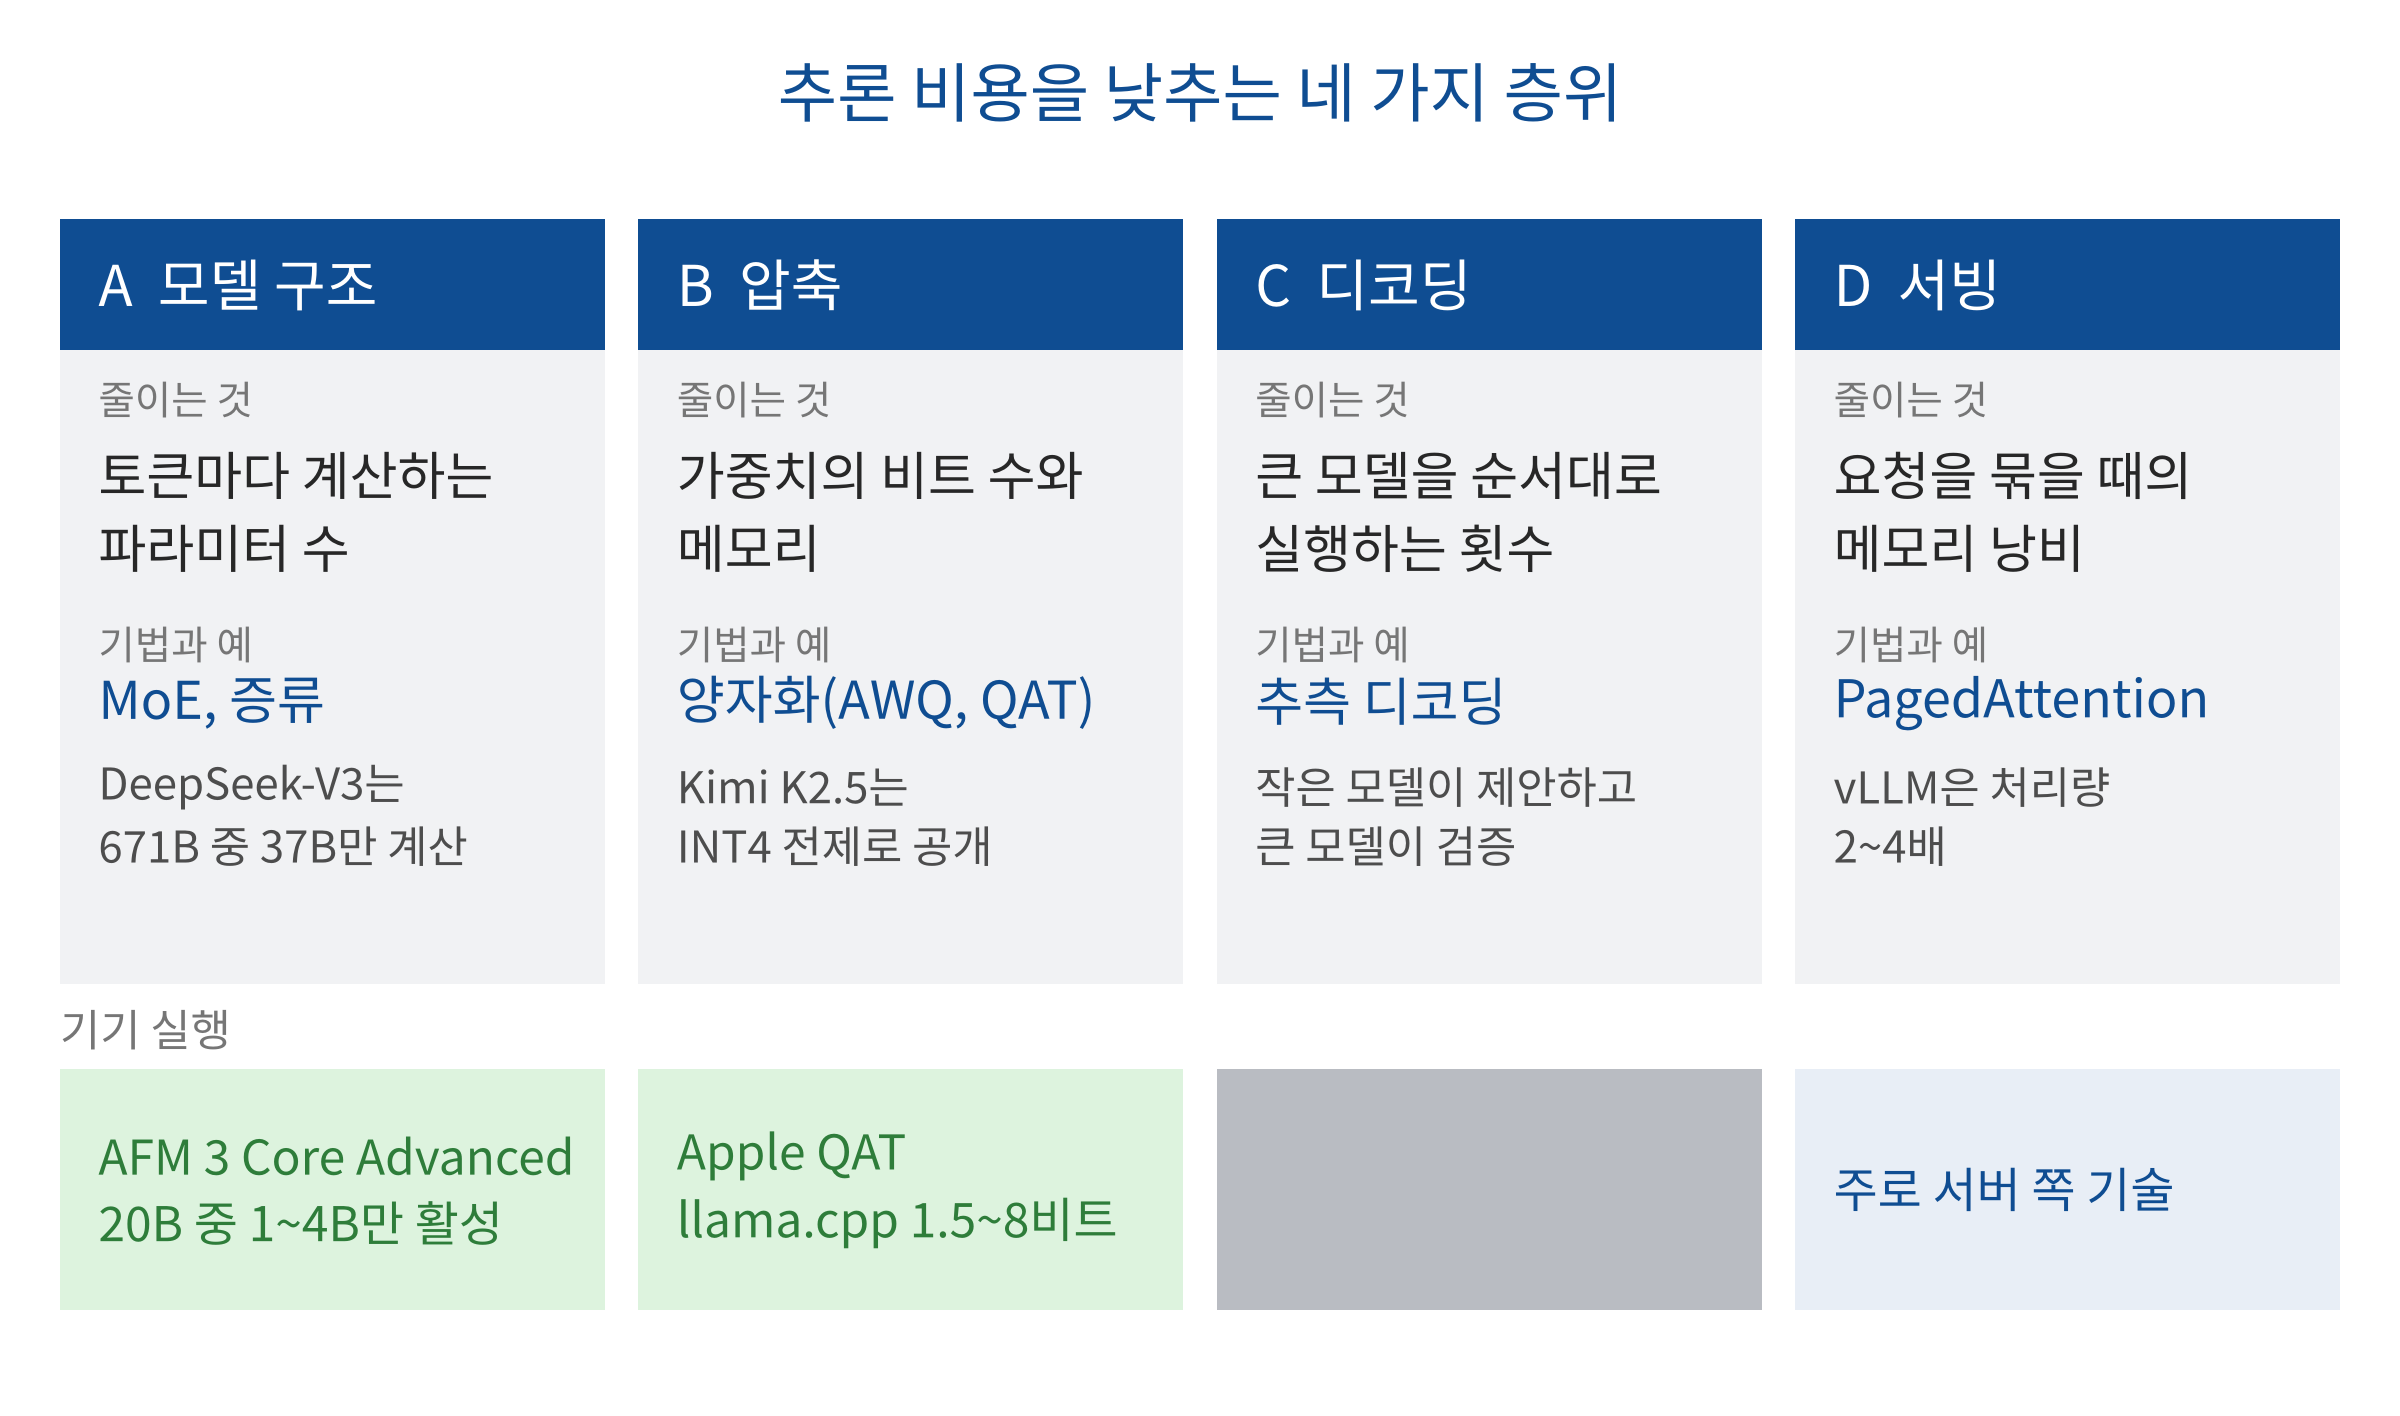 추론 비용을 낮추는 네 가지 층위
A 모델 구조
줄이는 것
토큰마다 계산하는
파라미터 수
기법과 예
MoE, 증류
DeepSeek-V3는
671B 중 37B만 계산
B 압축
줄이는 것
가중치의 비트 수와
메모리
기법과 예
양자화(AWQ, QAT)
Kimi K2.5는
INT4 전제로 공개
C 디코딩
줄이는 것
큰 모델을 순서대로
실행하는 횟수
기법과 예
추측 디코딩
작은 모델이 제안하고
큰 모델이 검증
D 서빙
줄이는 것
요청을 묶을 때의
메모리 낭비
기법과 예
PagedAttention
vLLM은 처리량
2~4배
기기 실행
AFM 3 Core Advanced
20B 중 1~4B만 활성
Apple QAT
llama.cpp 1.5~8비트
주로 서버 쪽 기술